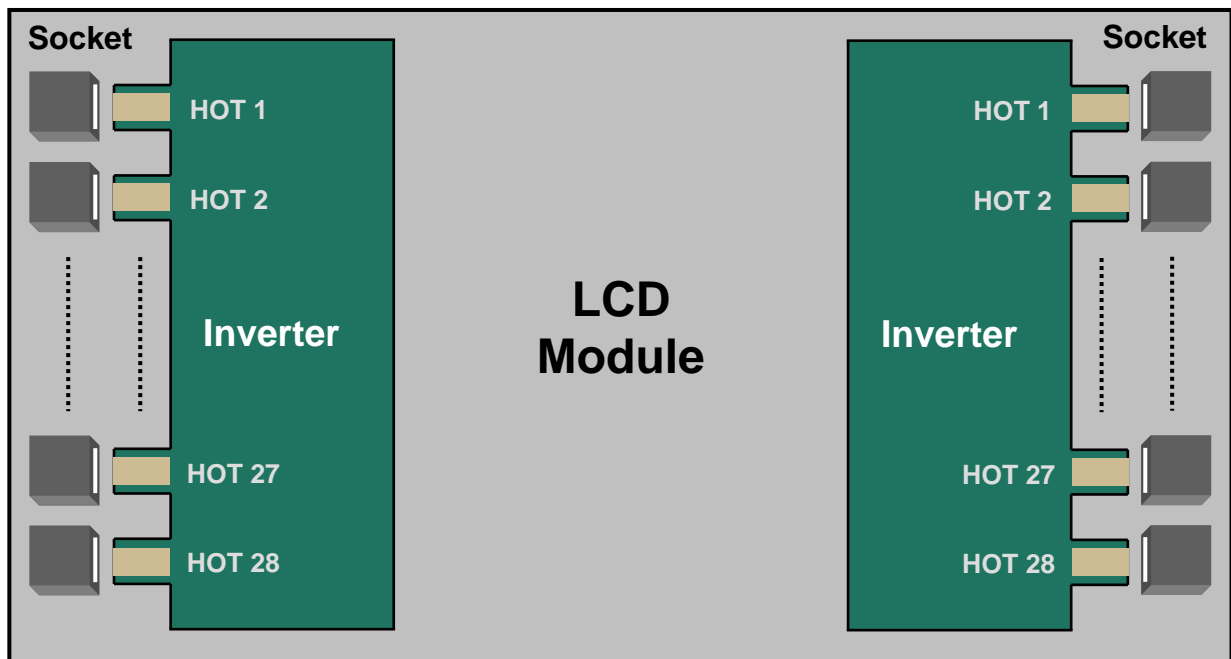 Socket
Socket
HOT 1
HOT 1
HOT 2
HOT 2
LCD
Module
Inverter
Inverter
HOT 27
HOT 27
HOT 28
HOT 28